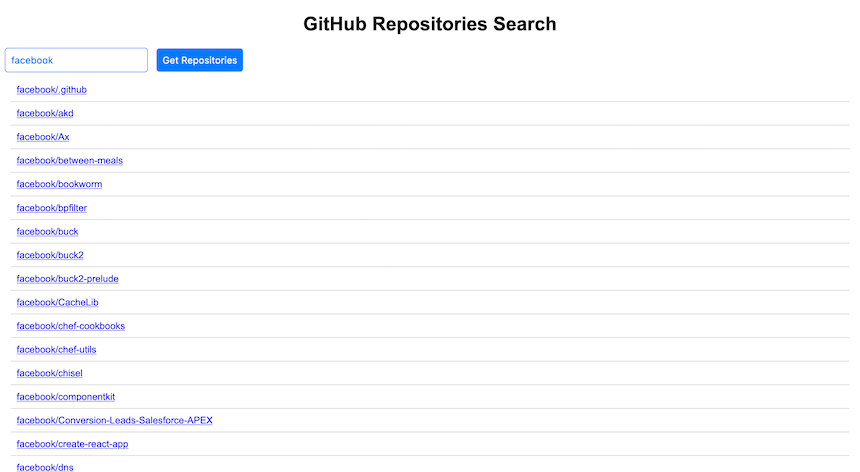 GitHub Repositories Search
facebook
Get Repositories
facebook/.github
facebook/akd
facebook/Ax
facebook/between-meals
facebook/bookworm
facebook/bpfilter
facebook/buck
facebook/buck2
facebook/buck2-prelude
facebook/CacheLib
facebook/chef-cookbooks
facebook/chef-utils
facebook/chisel
facebook/componentkit
facebook/Conversion-Leads-Salesforce-APEX
facebook/create-react-app
facebook/dns